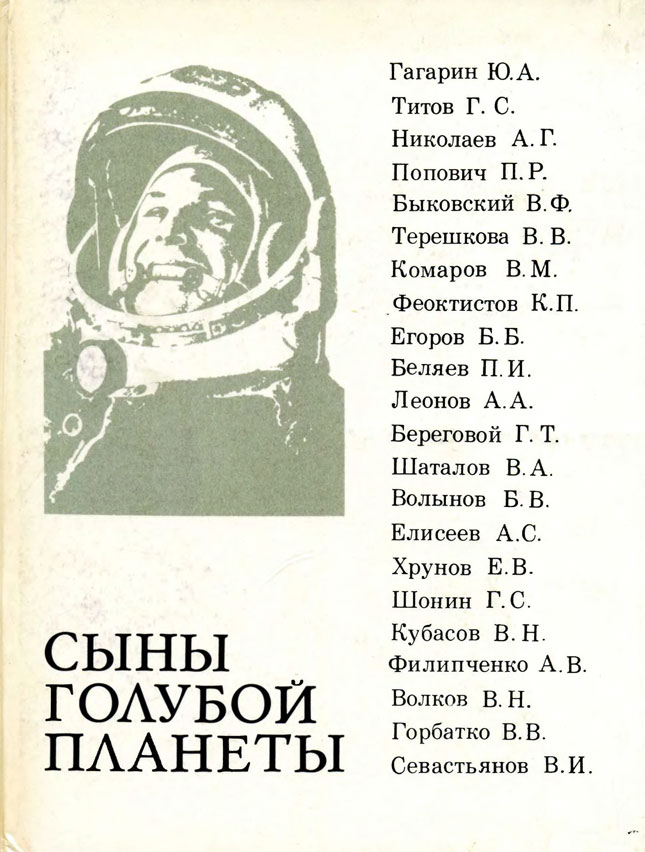 Гагарин Ю.А.
Титов Г. С.
Николаев А.Г.
Попович П.Р.
Быковский В.Ф.
Терешкова В.В.
Комаров В.М.
Феоктистов К.П.
Егоров Б.Б.
Беляев П.И.
Леонов А.А.
Береговой Г.Т.
Шаталов В.А.
Волынов Б.В.
Елисеев А.С.
Хрунов Е.В.
Шонин Г.С.
Кубасов В.Н.
Филипченко А.В.
Волков В.Н.
Горбатко В.В.
Севастьянов В.И.
СЫНЫ
ГОЛУБОЙ
ПЛАНЕТЫ